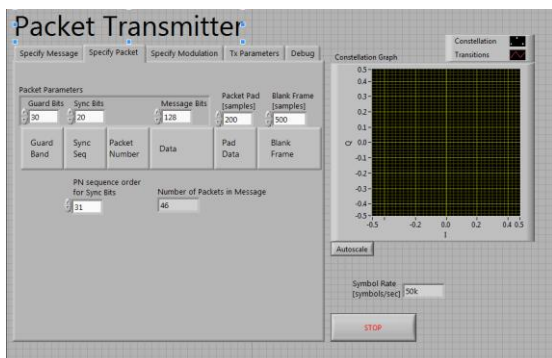 Packet Transmitter
Specify Message
Specify Packet
Specify Modulation
Tx Parameters
Debug
Packet Parameters
Guard Bits
Sync Bits
Message Bits
Packet Pad
[samples]
Blank Frame
[samples]
30
20
128
200
500
Guard
Band
Sync
Seq
Packet
Number
Data
Pad
Data
Blank
Frame
PN sequence order
for Sync Bits
31
Number of Packets in Message
46
Constellation Graph
Constellation
Transitions
0.5
0.4
0.2
0.1
0.0
-0.1
-0.2
-0.3
-0.4
-0.5
Q
-0.5
-0.2
0.0
0.2
0.4 0.5
I
Autoscale
Symbol Rate
[symbols/sec]
50k
STOP